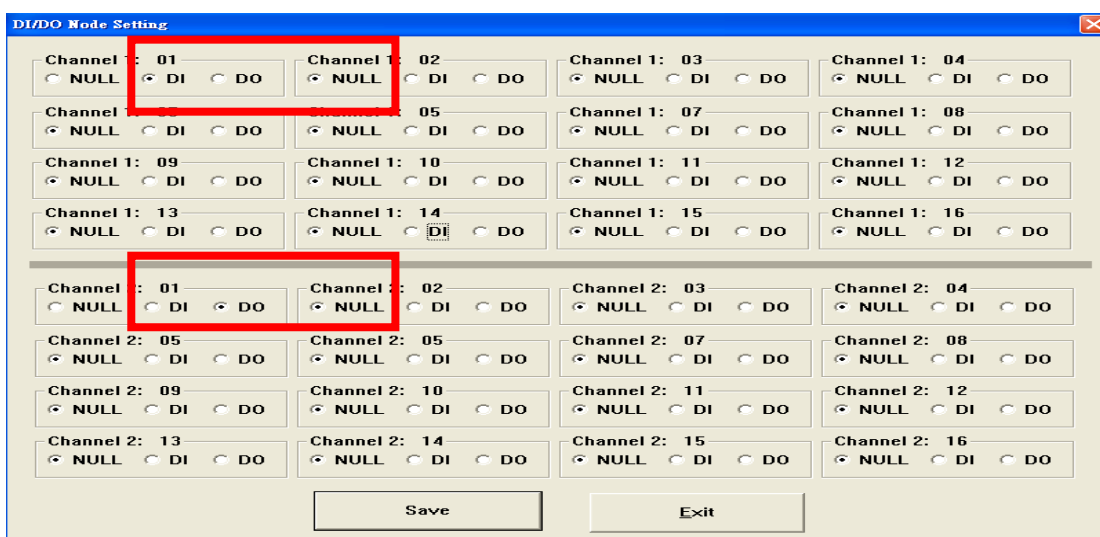 DI/DO Node Setting
Channel : 01 Channel 1: 02 Channel 1: 03 Channel 1: 04
NULL DI DO NULL DI DO NULL DI DO NULL DI DO
Channel 05 Channel 1: 07 Channel 1: 08
NULL DI DO NULL DI DO NULL DI DO NULL DI DO
Channel 1: 09 Channel 1: 10 Channel 1: 11 Channel 1: 12
NULL DI DO NULL DI DO NULL DI DO NULL DI DO
Channel 1: 13 Channel 1: 14 Channel 1: 15 Channel 1: 16
NULL DI DO NULL DI DO NULL DI DO NULL DI DO
Channel : 01 Channel : 02 Channel 2: 03 Channel 2: 04
NULL DI DO NULL DI DO NULL DI DO NULL DI DO
Channel 2: 05 Channel 2: 05 Channel 2: 07 Channel 2: 08
NULL DI DO NULL DI DO NULL DI DO NULL DI DO
Channel 2: 09 Channel 2: 10 Channel 2: 11 Channel 2: 12
NULL DI DO NULL DI DO NULL DI DO NULL DI DO
Channel 2: 13 Channel 2: 14 Channel 2: 15 Channel 2: 16
NULL DI DO NULL DI DO NULL DI DO NULL DI DO
Save Exit